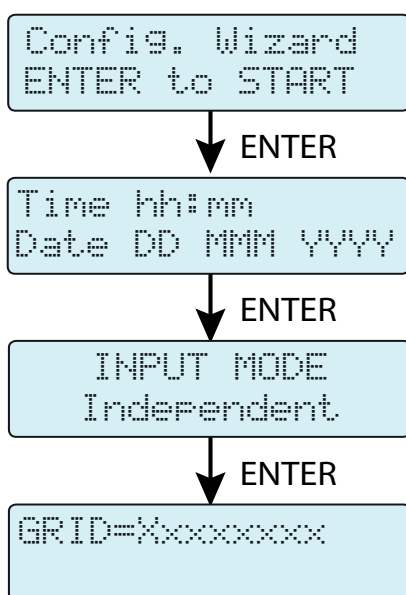 Config. Wizard
ENTER to START
ENTER
Time hh:mm
Date DD MMM YYYY
ENTER
INPUT MODE
Independent
ENTER
GRID=Xxxxxxxx